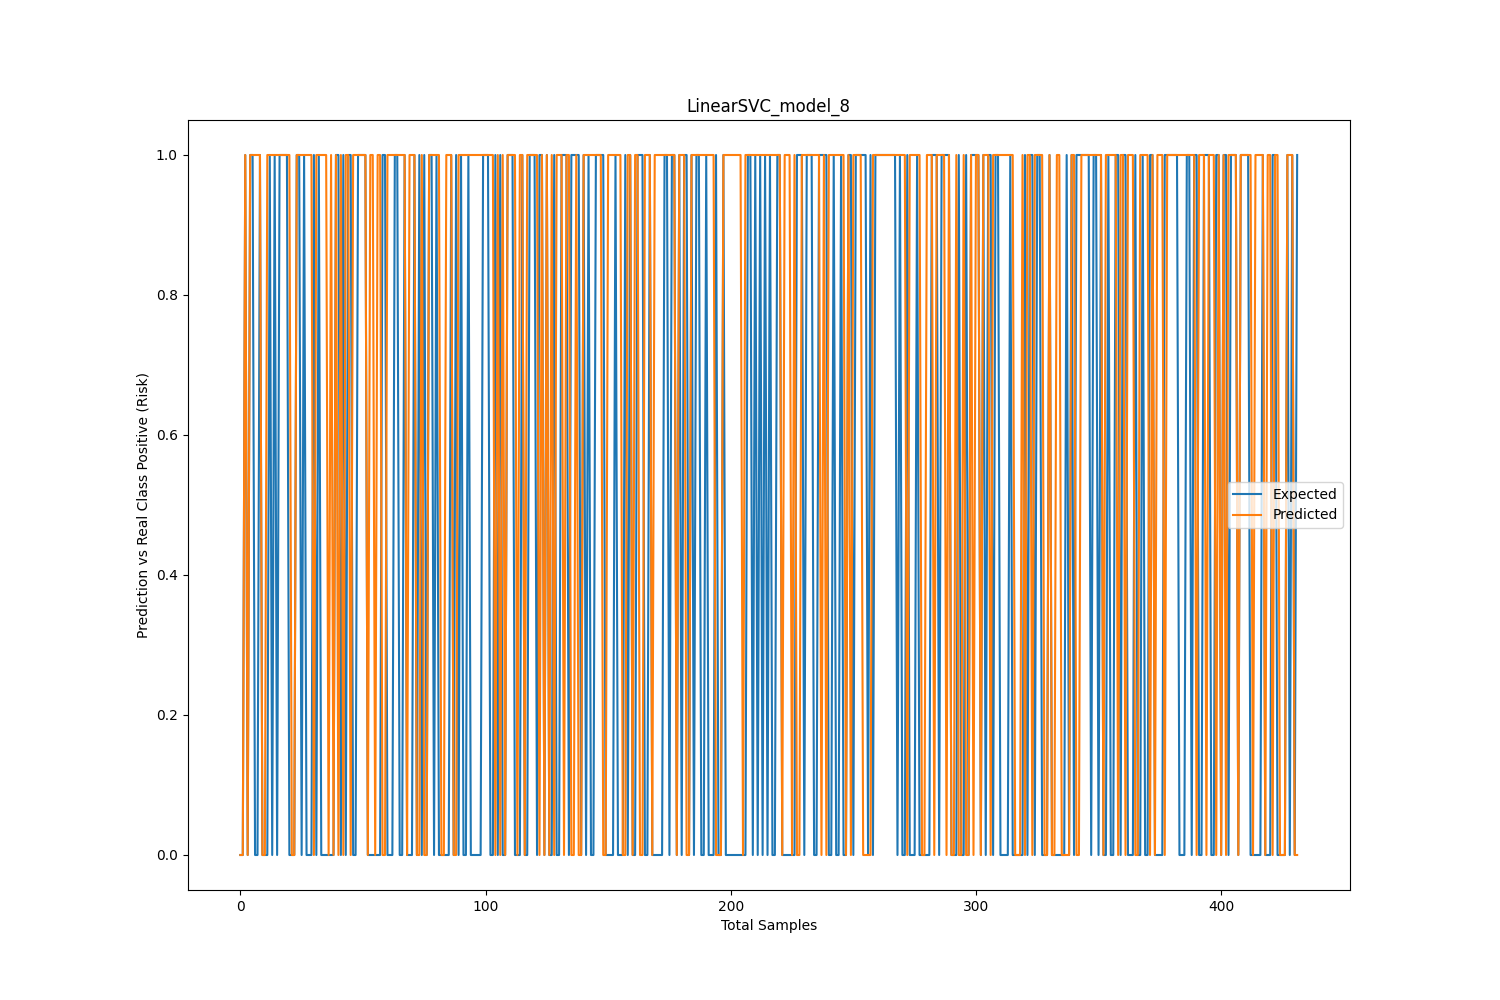 LinearSVC_model_8
Prediction vs Real Class Positive (Risk)
1.0
0.8
0.6
0.4
0.2
0.0
Expected
Predicted
0 100 200 300 400
Total Samples